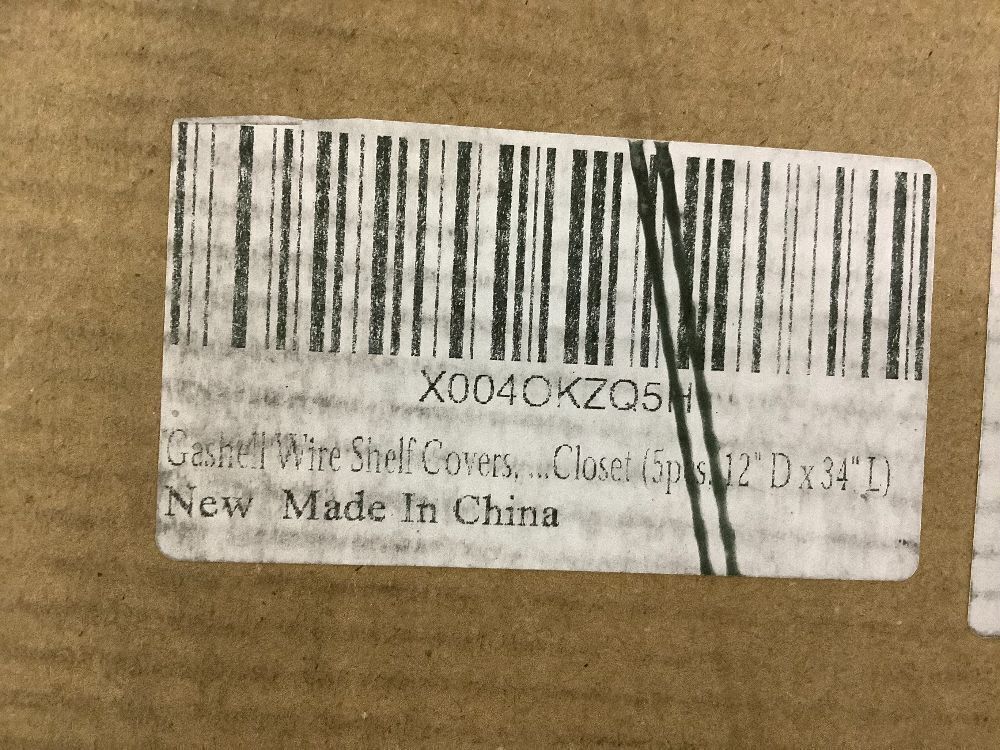 X004OKZQ5H
Gashell Wire Shelf Covers, ...Closet (5pcs, 12" D x 34" L)
New Made In China